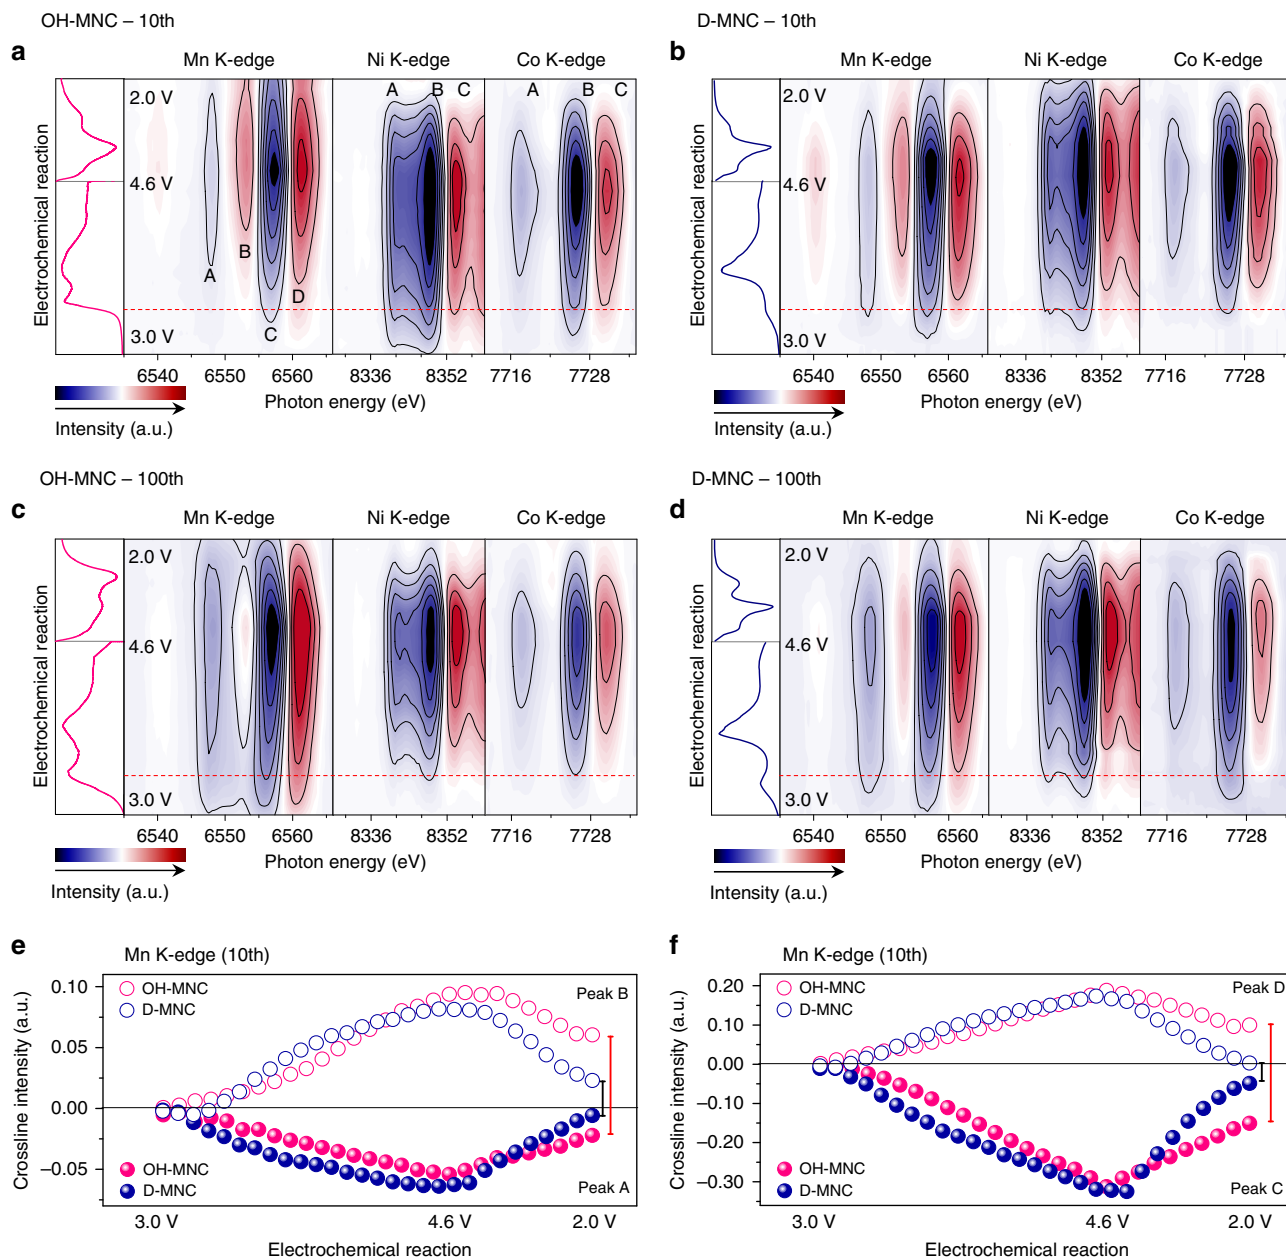 OH-MNC – 10th
D-MNC – 10th
a
Mn K-edge
Ni K-edge
Co K-edge
2.0 V
4.6 V
3.0 V
A
B
C
D
A
B
C
A
B
C
Electrochemical reaction
6540
6550
6560
8336
8352
7716
7728
Photon energy (eV)
Intensity (a.u.)
b
Mn K-edge
Ni K-edge
Co K-edge
2.0 V
4.6 V
3.0 V
Electrochemical reaction
6540
6550
6560
8336
8352
7716
7728
Photon energy (eV)
Intensity (a.u.)
OH-MNC – 100th
D-MNC – 100th
c
Mn K-edge
Ni K-edge
Co K-edge
2.0 V
4.6 V
3.0 V
Electrochemical reaction
6540
6550
6560
8336
8352
7716
7728
Photon energy (eV)
Intensity (a.u.)
d
Mn K-edge
Ni K-edge
Co K-edge
2.0 V
4.6 V
3.0 V
Electrochemical reaction
6540
6550
6560
8336
8352
7716
7728
Photon energy (eV)
Intensity (a.u.)
e
Mn K-edge (10th)
0.10
0.05
0.00
−0.05
Crossline intensity (a.u.)
OH-MNC
D-MNC
Peak B
OH-MNC
D-MNC
Peak A
3.0 V
4.6 V
2.0 V
Electrochemical reaction
f
Mn K-edge (10th)
0.20
0.10
0.00
−0.10
−0.20
−0.30
Crossline intensity (a.u.)
OH-MNC
D-MNC
Peak D
OH-MNC
D-MNC
Peak C
3.0 V
4.6 V
2.0 V
Electrochemical reaction